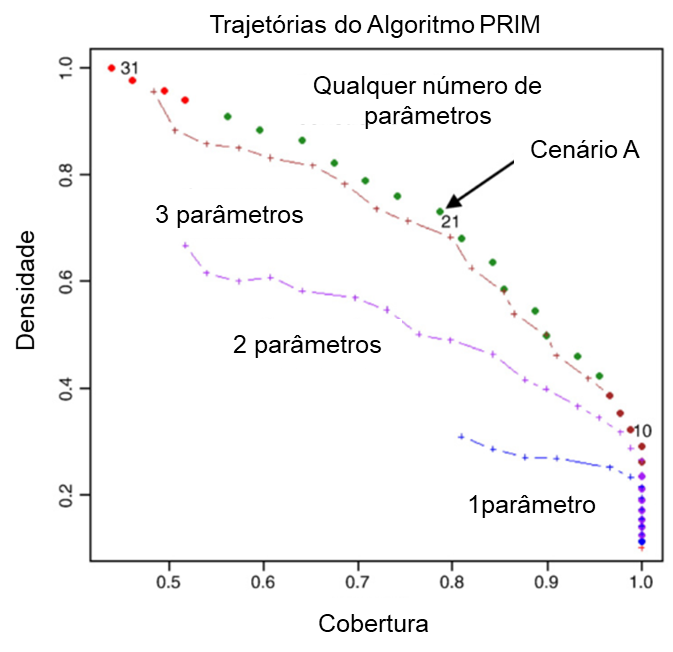 Trajetórias do Algoritmo PRIM
1.0
31
Qualquer número de
parâmetros
Cenário A
0.8
3 parâmetros
21
Densidade
0.6
2 parâmetros
0.4
10
0.2
1parâmetro
0.5
0.6
0.7
0.8
0.9
1.0
Cobertura